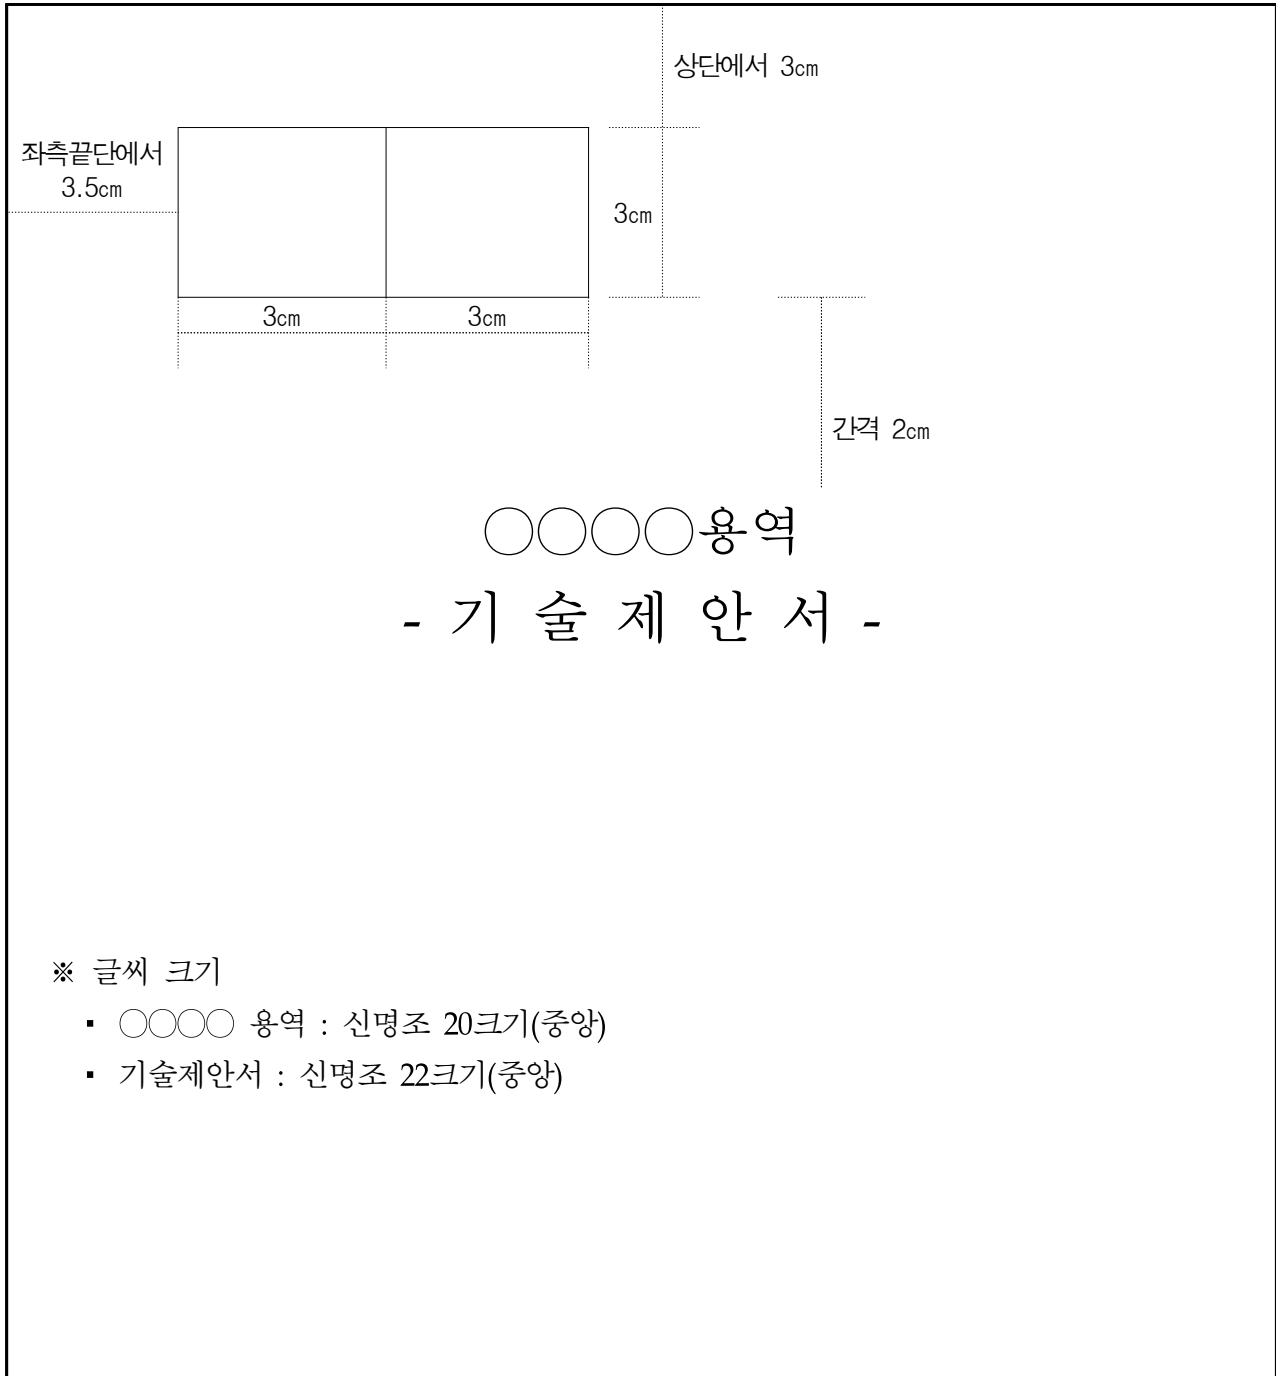 상단에서 3cm
좌측끝단에서
3.5cm
3cm
3cm 3cm
간격 2cm
○○○○용역
- 기 술 제 안 서 -
※ 글씨 크기
▪ ○○○○ 용역 : 신명조 20크기(중앙)
▪ 기술제안서 : 신명조 22크기(중앙)